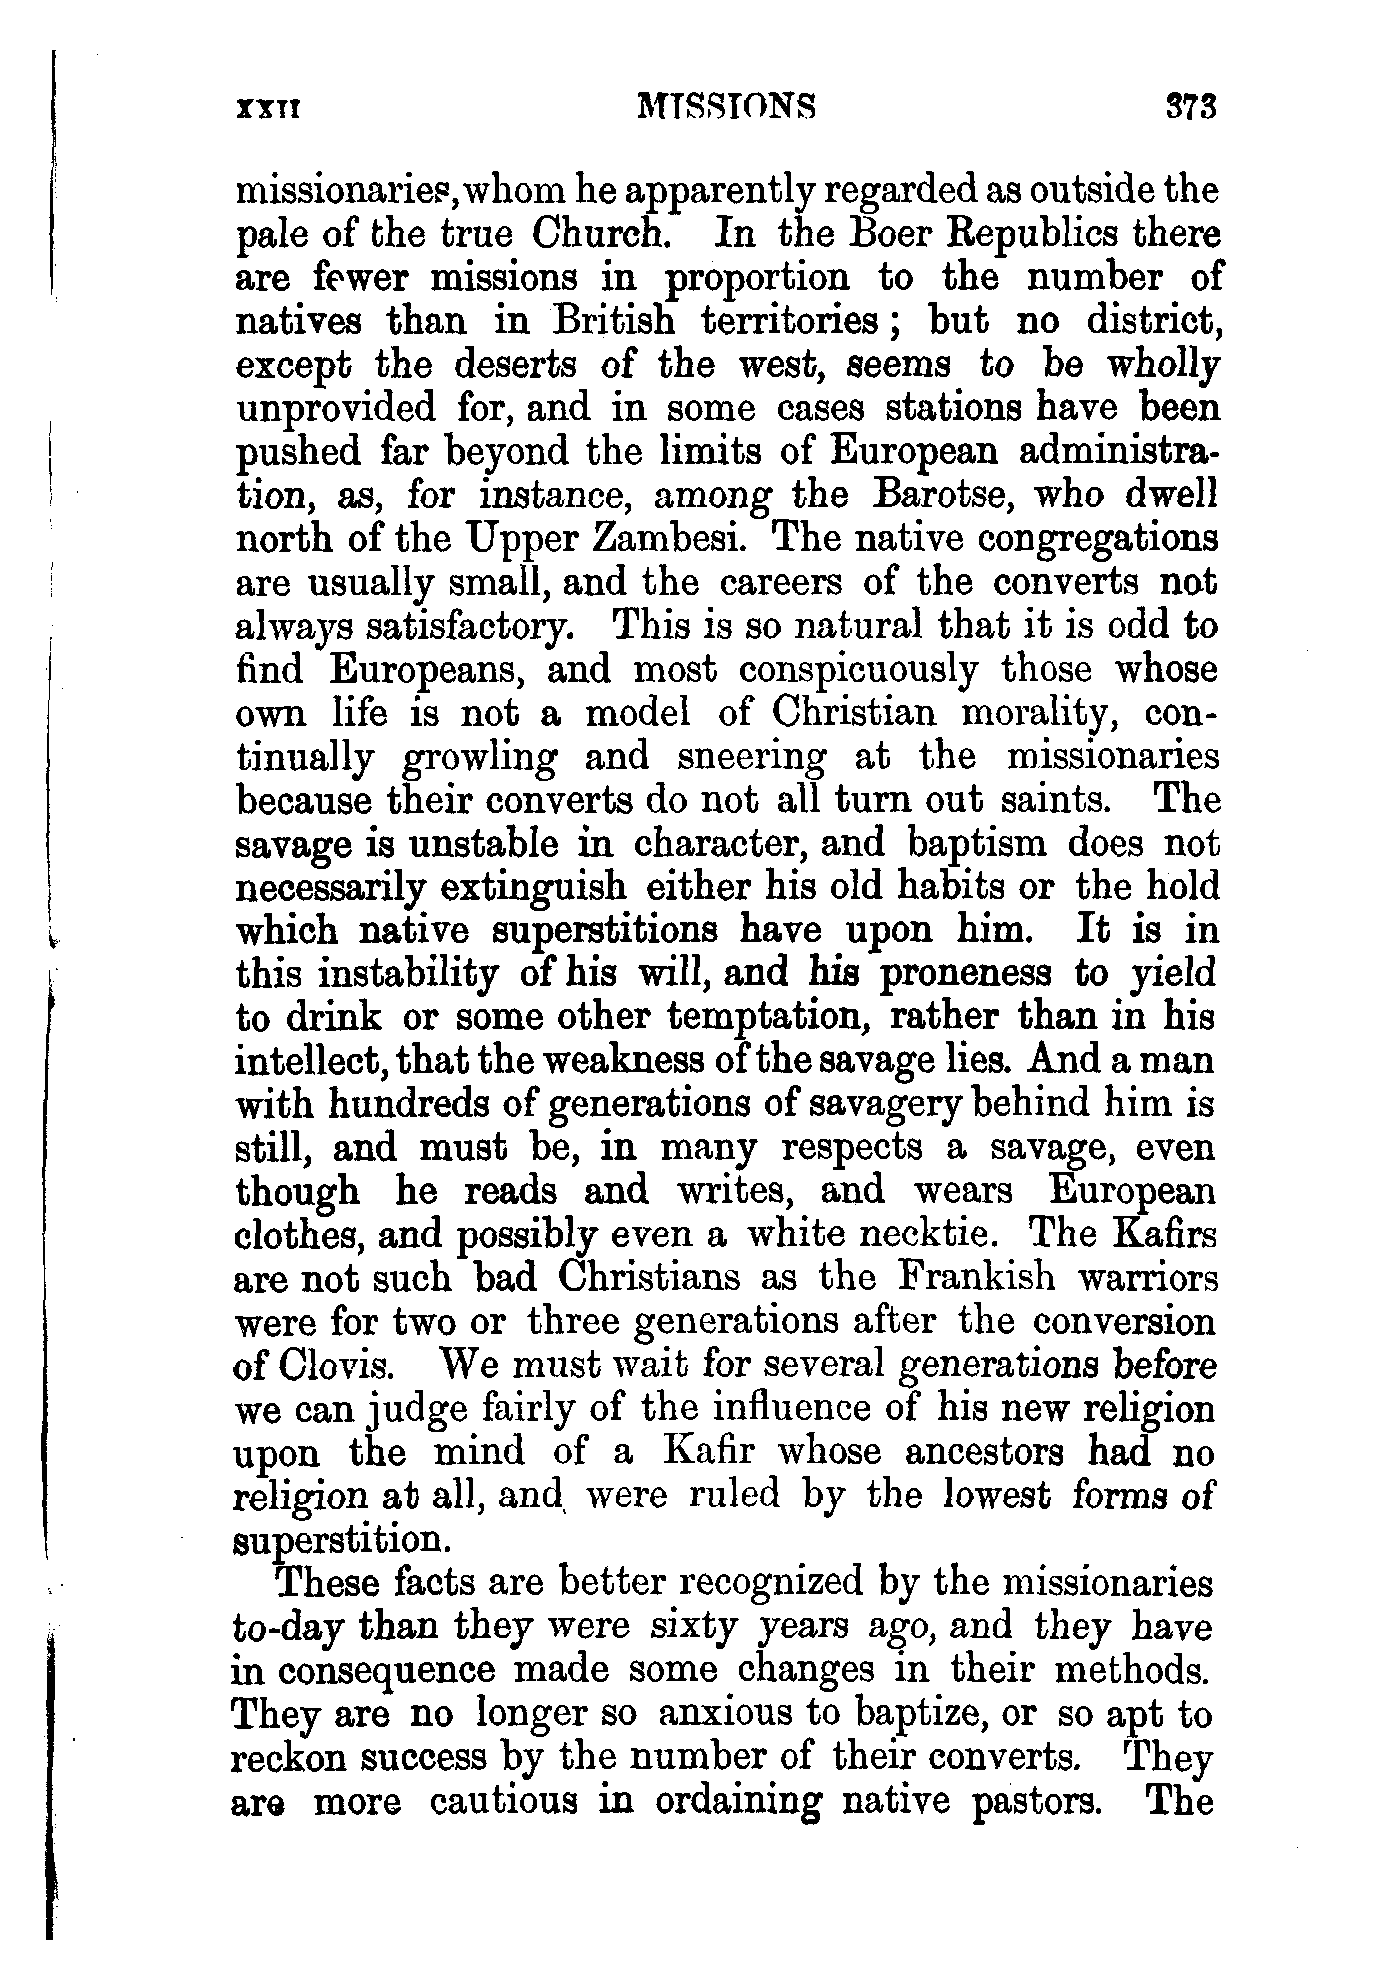 XXII MISSIONS 373
missionaries, whom he apparently regarded as outside the
pale of the true Church. In the Boer Republics there
are fewer missions in proportion to the number of
natives than in British territories ; but no district,
except the deserts of the west, seems to be wholly
unprovided for, and in some cases stations have been
pushed far beyond the limits of European administra-
tion, as, for instance, among the Barotse, who dwell
north of the Upper Zambesi. The native congregations
are usually small, and the careers of the converts not
always satisfactory. This is so natural that it is odd to
find Europeans, and most conspicuously those whose
own life is not a model of Christian morality, con-
tinually growling and sneering at the missionaries
because their converts do not all turn out saints. The
savage is unstable in character, and baptism does not
necessarily extinguish either his old habits or the hold
which native superstitions have upon him. It is in
this instability of his will, and his proneness to yield
to drink or some other temptation, rather than in his
intellect, that the weakness of the savage lies. And a man
with hundreds of generations of savagery behind him is
still, and must be, in many respects a savage, even
though he reads and writes, and wears European
clothes, and possibly even a white necktie. The Kafirs
are not such bad Christians as the Frankish warriors
were for two or three generations after the conversion
of Clovis. We must wait for several generations before
we can judge fairly of the influence of his new religion
upon the mind of a Kafir whose ancestors had no
religion at all, and were ruled by the lowest forms of
superstition.
These facts are better recognized by the missionaries
to-day than they were sixty years ago, and they have
in consequence made some changes in their methods.
They are no longer so anxious to baptize, or so apt to
reckon success by the number of their converts. They
are more cautious in ordaining native pastors. The